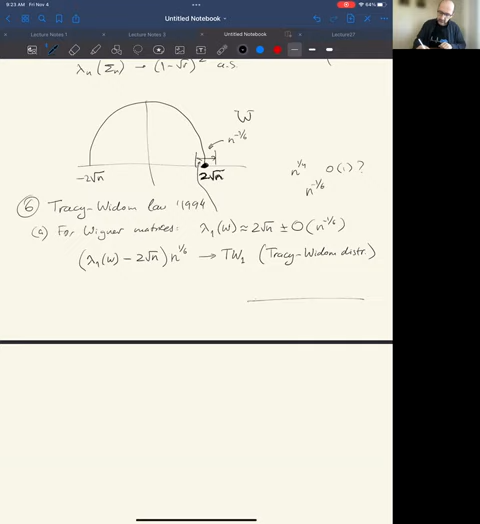 9:23 AM Fri Nov 4
64%
Untitled Notebook
Lecture Notes 1
Lecture Notes 3
Untitled Notebook
Lecture27
λₙ(Σₙ) → (1-√r)² a.s.
W
n^{-1/6}
n^{1/4} O(1)?
n^{-1/6}
-2√n
2√n
⑥ Tracy-Widom law '1994
(a) For Wigner matrices: λ₁(W) ≈ 2√n ± O(n^{-1/6})
(λ₁(W) - 2√n) n^{1/6} → TW₁ (Tracy-Widom distr.)